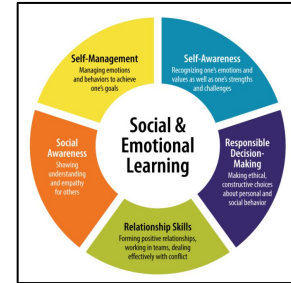 Self-Management
Managing emotions
and behaviors to achieve
one's goals
Self-Awareness
Recognizing one's emotions and
values as well as one's strengths
and challenges
Social
Awareness
Showing
understanding
and empathy
for others
Social &
Emotional
Learning
Responsible
Decision-
Making
Making ethical,
constructive choices
about personal and
social behavior
Relationship Skills
Forming positive relationships,
working in teams, dealing
effectively with conflict